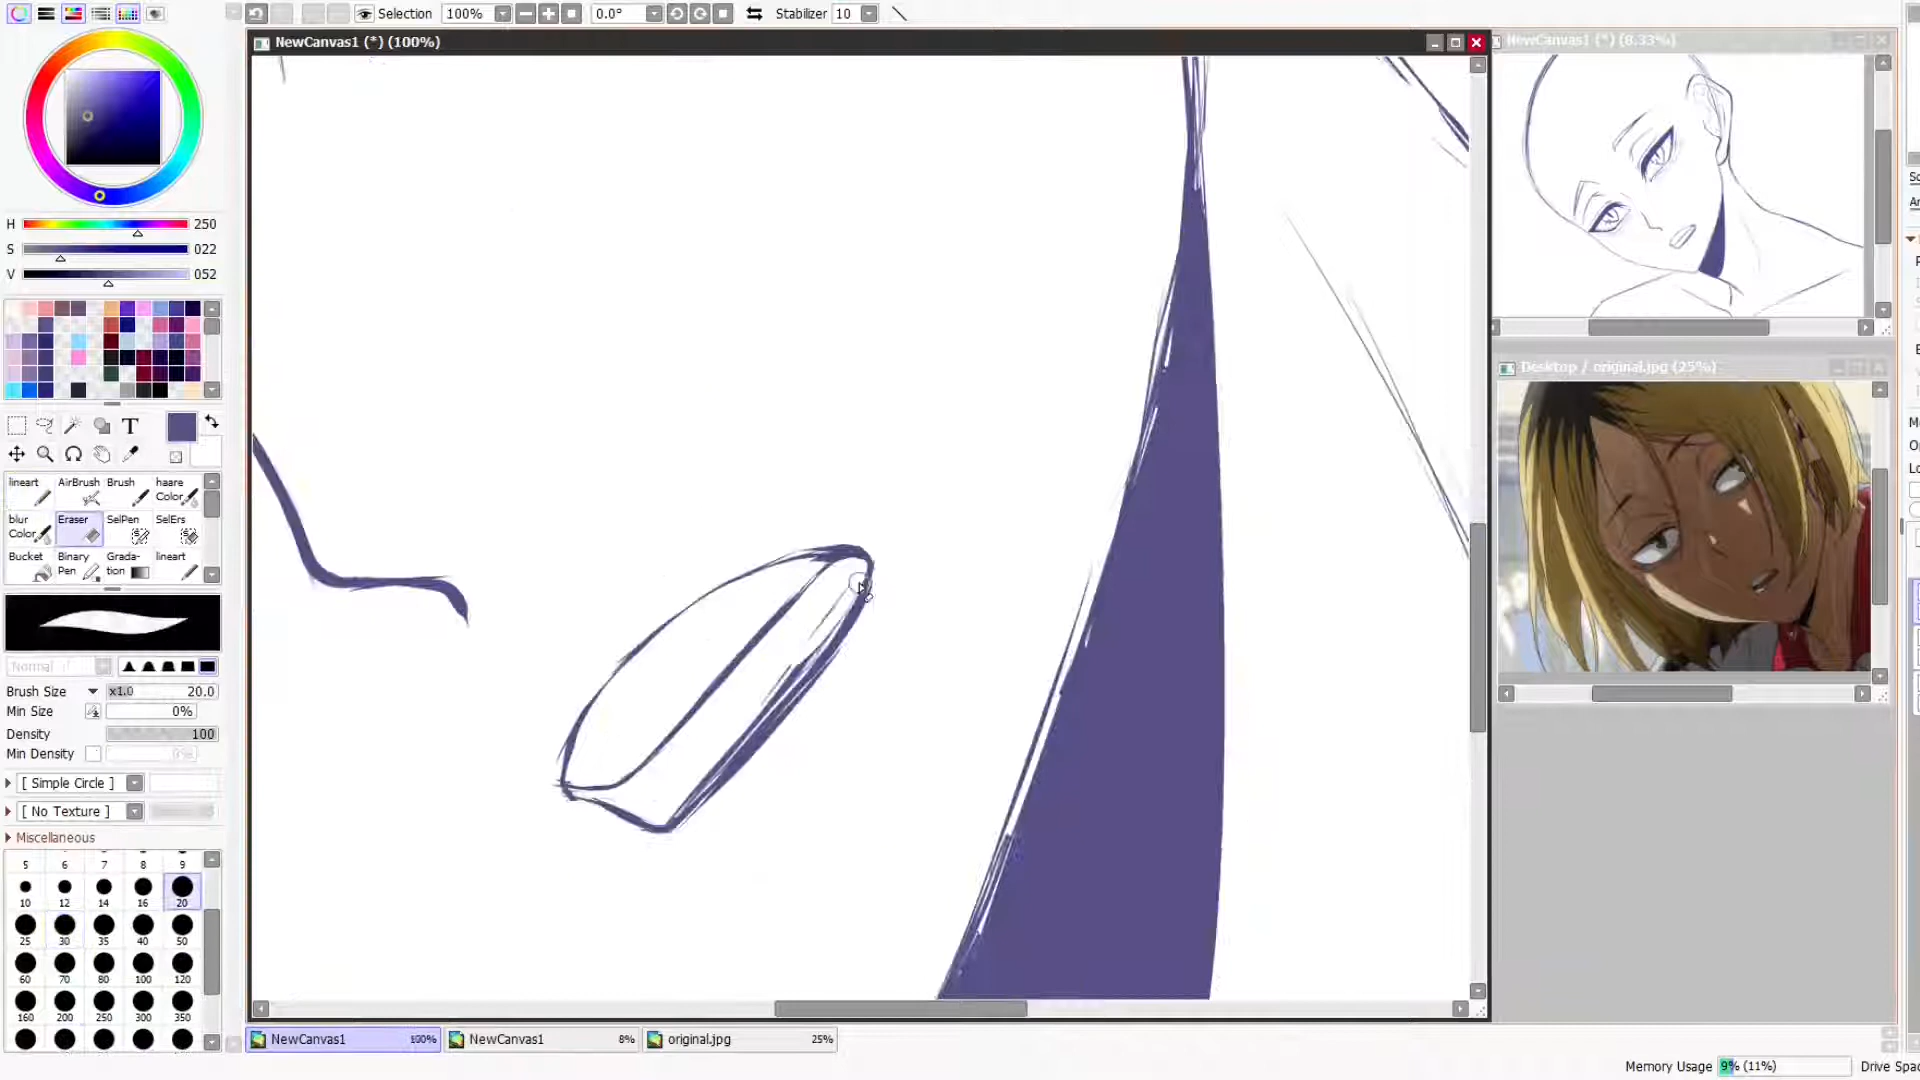 Selection 100% 0.0° Stabilizer 10
NewCanvas1 (*) (100%)
NewCanvas1 (*) (8.33%)
H 250
S 022
V 052
Desktop / original.jpg (25%)
T
lineart AirBrush Brush haare
Color
blur Eraser SelPen SelErs
Color
Bucket Binary Grada- lineart
Pen tion
Normal
Brush Size x1.0 20.0
Min Size 0%
Density 100
Min Density 0%
[ Simple Circle ]
[ No Texture ]
Miscellaneous
5 6 7 8 9
10 12 14 16 20
25 30 35 40 50
60 70 80 100 120
160 200 250 300 350
NewCanvas1 100% NewCanvas1 8% original.jpg 25%
Memory Usage 9% (11%) Drive Spac